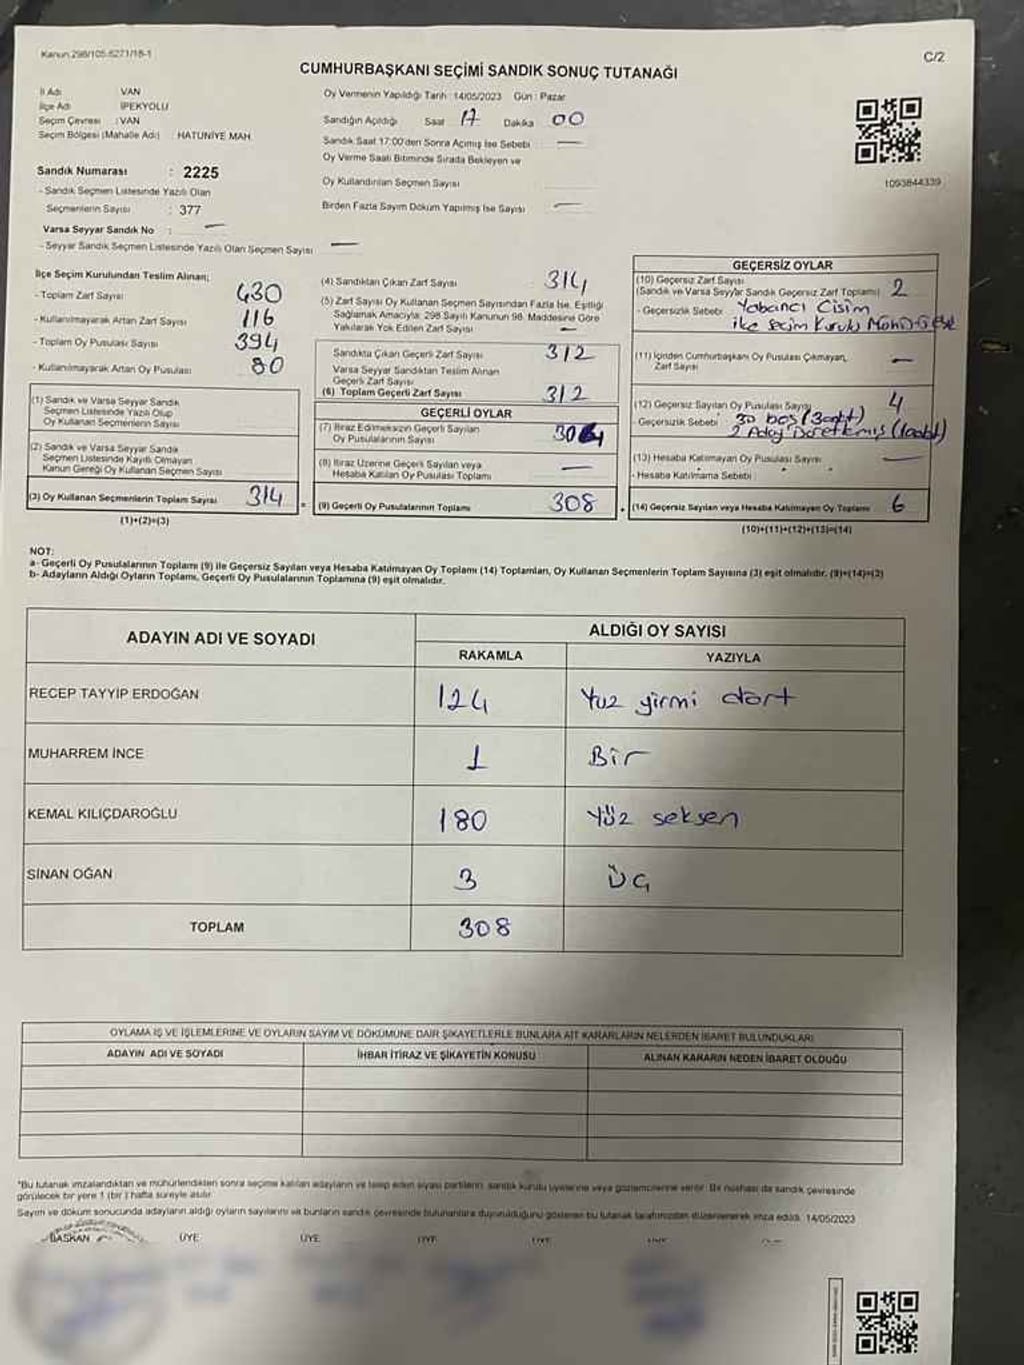 Kanun:298/105-6271/18-1
C/2
CUMHURBAŞKANI SEÇİMİ SANDIK SONUÇ TUTANAĞI
İl Adı VAN
İlçe Adı İPEKYOLU
Seçim Çevresi : VAN
Seçim Bölgesi (Mahalle Adı) : HATUNİYE MAH.
Sandık Numarası : 2225
- Sandık Seçmen Listesinde Yazılı Olan
Seçmenlerin Sayısı : 377
Varsa Seyyar Sandık No : —
- Seyyar Sandık Seçmen Listesinde Yazılı Olan Seçmen Sayısı —
Oy Vermenin Yapıldığı Tarih : 14/05/2023 Gün : Pazar
Sandığın Açıldığı Saat 17 Dakika 00
Sandık Saat 17:00'den Sonra Açılmış İse Sebebi —
Oy Verme Saati Bitiminde Sırada Bekleyen ve
Oy Kullandırılan Seçmen Sayısı
Birden Fazla Sayım Döküm Yapılmış İse Sayısı —
1093844339
İlçe Seçim Kurulundan Teslim Alınan;
- Toplam Zarf Sayısı 430
- Kullanılmayarak Artan Zarf Sayısı 116
- Toplam Oy Pusulası Sayısı 394
- Kullanılmayarak Artan Oy Pusulası 80
(1) Sandık ve Varsa Seyyar Sandık
Seçmen Listesinde Yazılı Olup
Oy Kullanan Seçmenlerin Sayısı
(2) Sandık ve Varsa Seyyar Sandık
Seçmen Listesinde Kayıtlı Olmayan
Kanun Gereği Oy Kullanan Seçmen Sayısı
(3) Oy Kullanan Seçmenlerin Toplam Sayısı 314
(1)+(2)=(3)
(4) Sandıktan Çıkan Zarf Sayısı 314
(5) Zarf Sayısı Oy Kullanan Seçmen Sayısından Fazla İse, Eşitliği
Sağlamak Amacıyla; 298 Sayılı Kanunun 98. Maddesine Göre
Yakılarak Yok Edilen Zarf Sayısı —
Sandıkta Çıkan Geçerli Zarf Sayısı 312
Varsa Seyyar Sandıktan Teslim Alınan
Geçerli Zarf Sayısı
(6) Toplam Geçerli Zarf Sayısı 312
GEÇERLİ OYLAR
(7) İtiraz Edilmeksizin Geçerli Sayılan
Oy Pusulalarının Sayısı
(8) İtiraz Üzerine Geçerli Sayılan veya
Hesaba Katılan Oy Pusulası Toplamı —
(9) Geçerli Oy Pusulalarının Toplamı 308
GEÇERSİZ OYLAR
(10) Geçersiz Zarf Sayısı
(Sandık ve Varsa Seyyar Sandık Geçersiz Zarf Toplamı) 2
- Geçersizlik Sebebi Yabancı Cisim
ilçe seçim Kurulu
(11) İçinden Cumhurbaşkanı Oy Pusulası Çıkmayan,
Zarf Sayısı —
(12) Geçersiz Sayılan Oy Pusulası Sayısı 4
- Geçersizlik Sebebi boş (3 adet)
2 Aday (1 adet)
(13) Hesaba Katılmayan Oy Pusulası Sayısı —
- Hesaba Katılmama Sebebi :
(14) Geçersiz Sayılan veya Hesaba Katılmayan Oy Toplamı 6
(10)+(11)+(12)+(13)=(14)
NOT:
a- Geçerli Oy Pusulalarının Toplamı (9) ile Geçersiz Sayılan veya Hesaba Katılmayan Oy Toplamı (14) Toplamları, Oy Kullanan Seçmenlerin Toplam Sayısına (3) eşit olmalıdır. (9)+(14)=(3)
b- Adayların Aldığı Oyların Toplamı, Geçerli Oy Pusulalarının Toplamına (9) eşit olmalıdır.
ADAYIN ADI VE SOYADI ALDIĞI OY SAYISI
RAKAMLA YAZIYLA
RECEP TAYYİP ERDOĞAN 124 Yüz yirmi dört
MUHARREM İNCE 1 Bir
KEMAL KILIÇDAROĞLU 180 Yüz seksen
SİNAN OĞAN 3 Üç
TOPLAM 308
OYLAMA İŞ VE İŞLEMLERİNE VE OYLARIN SAYIM VE DÖKÜMÜNE DAİR ŞİKAYETLERLE BUNLARA AİT KARARLARIN NELERDEN İBARET BULUNDUKLARI
ADAYIN ADI VE SOYADI İHBAR İTİRAZ VE ŞİKAYETİN KONUSU ALINAN KARARIN NEDEN İBARET OLDUĞU
*Bu tutanak imzalandıktan ve mühürlendikten sonra seçime katılan adayların ve talep eden siyasi partilerin, sandık kurulu üyelerine veya gözlemcilerine verilir. Bir nüshası da sandık çevresinde
görülecek bir yere 1 (bir) hafta süreyle asılır.
Sayım ve döküm sonucunda adayların aldığı oyların sayılarını ve bunların sandık çevresinde bulunanlara duyurulduğunu gösteren bu tutanak tarafımızdan düzenlenerek imza edildi. 14/05/2023
BAŞKAN ÜYE ÜYE ÜYE ÜYE ÜYE